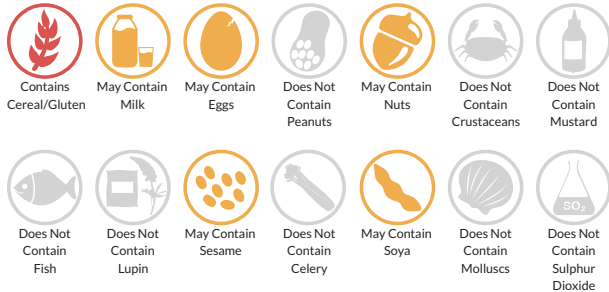 Contains
Cereal/Gluten
May Contain
Milk
May Contain
Eggs
Does Not
Contain
Peanuts
May Contain
Nuts
Does Not
Contain
Crustaceans
Does Not
Contain
Mustard
Does Not
Contain
Fish
Does Not
Contain
Lupin
May Contain
Sesame
Does Not
Contain
Celery
May Contain
Soya
Does Not
Contain
Molluscs
SO₂
Does Not
Contain
Sulphur
Dioxide